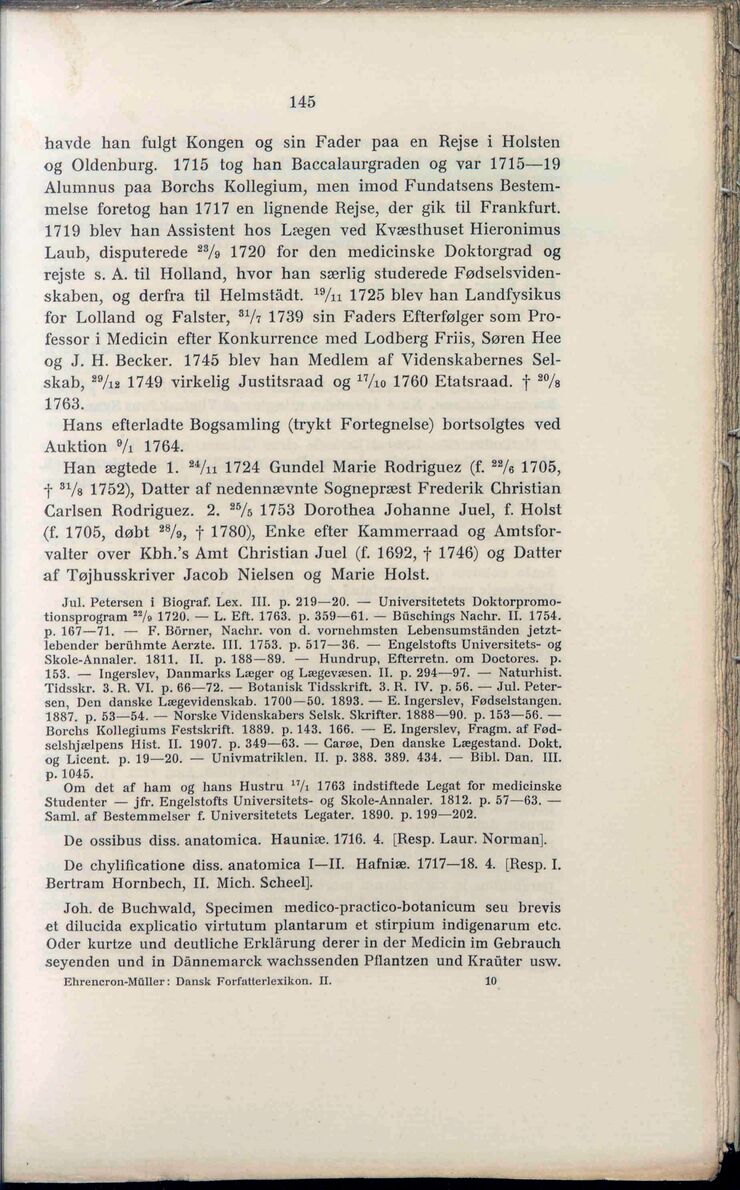 145
havde han fulgt Kongen og sin Fader paa en Rejse i Holsten
og Oldenburg. 1715 tog han Baccalaurgraden og var 1715—19
Alumnus paa Borchs Kollegium, men imod Fundatsens Bestem-
melse foretog han 1717 en lignende Rejse, der gik til Frankfurt.
1719 blev han Assistent hos Lægen ved Kvæsthuset Hieronimus
Laub, disputerede ²³/₉ 1720 for den medicinske Doktorgrad og
rejste s. A. til Holland, hvor han særlig studerede Fødselsviden-
skaben, og derfra til Helmstädt. ¹⁹/₁₁ 1725 blev han Landfysikus
for Lolland og Falster, ³¹/₇ 1739 sin Faders Efterfølger som Pro-
fessor i Medicin efter Konkurrence med Lodberg Friis, Søren Hee
og J. H. Becker. 1745 blev han Medlem af Videnskabernes Sel-
skab, ²⁹/₁₂ 1749 virkelig Justitsraad og ¹⁷/₁₀ 1760 Etatsraad. † ²⁰/₈
1763.
Hans efterladte Bogsamling (trykt Fortegnelse) bortsolgtes ved
Auktion ⁹/₁ 1764.
Han ægtede 1. ²⁴/₁₁ 1724 Gundel Marie Rodriguez (f. ²²/₆ 1705,
† ³¹/₈ 1752), Datter af nedennævnte Sognepræst Frederik Christian
Carlsen Rodriguez. 2. ²⁵/₅ 1753 Dorothea Johanne Juel, f. Holst
(f. 1705, døbt ²⁸/₉, † 1780), Enke efter Kammerraad og Amtsfor-
valter over Kbh.'s Amt Christian Juel (f. 1692, † 1746) og Datter
af Tøjhusskriver Jacob Nielsen og Marie Holst.
Jul. Petersen i Biograf. Lex. III. p. 219—20. — Universitetets Doktorpromo-
tionsprogram ²²/₉ 1720. — L. Eft. 1763. p. 359—61. — Büschings Nachr. II. 1754.
p. 167—71. — F. Börner, Nachr. von d. vornehmsten Lebensumständen jetzt-
lebender berühmte Aerzte. III. 1753. p. 517—36. — Engelstofts Universitets- og
Skole-Annaler. 1811. II. p. 188—89. — Hundrup, Efterretn. om Doctores. p.
153. — Ingerslev, Danmarks Læger og Lægevæsen. II. p. 294—97. — Naturhist.
Tidsskr. 3. R. VI. p. 66—72. — Botanisk Tidsskrift. 3. R. IV. p. 56. — Jul. Peter-
sen, Den danske Lægevidenskab. 1700—50. 1893. — E. Ingerslev, Fødselstangen.
1887. p. 53—54. — Norske Videnskabers Selsk. Skrifter. 1888—90. p. 153—56. —
Borchs Kollegiums Festskrift. 1889. p. 143. 166. — E. Ingerslev, Fragm. af Fød-
selshjælpens Hist. II. 1907. p. 349—63. — Carøe, Den danske Lægestand. Dokt.
og Licent. p. 19—20. — Univmatriklen. II. p. 388. 389. 434. — Bibl. Dan. III.
p. 1045.
Om det af ham og hans Hustru ¹⁷/₁ 1763 indstiftede Legat for medicinske
Studenter — jfr. Engelstofts Universitets- og Skole-Annaler. 1812. p. 57—63. —
Saml. af Bestemmelser f. Universitetets Legater. 1890. p. 199—202.
De ossibus diss. anatomica. Hauniæ. 1716. 4. [Resp. Laur. Norman].
De chylificatione diss. anatomica I—II. Hafniæ. 1717—18. 4. [Resp. I.
Bertram Hornbech, II. Mich. Scheel].
Joh. de Buchwald, Specimen medico-practico-botanicum seu brevis
et dilucida explicatio virtutum plantarum et stirpium indigenarum etc.
Oder kurtze und deutliche Erklärung derer in der Medicin im Gebrauch
seyenden und in Dännemarck wachssenden Pflantzen und Kraüter usw.
Ehrencron-Müller: Dansk Forfatterlexikon. II. 10